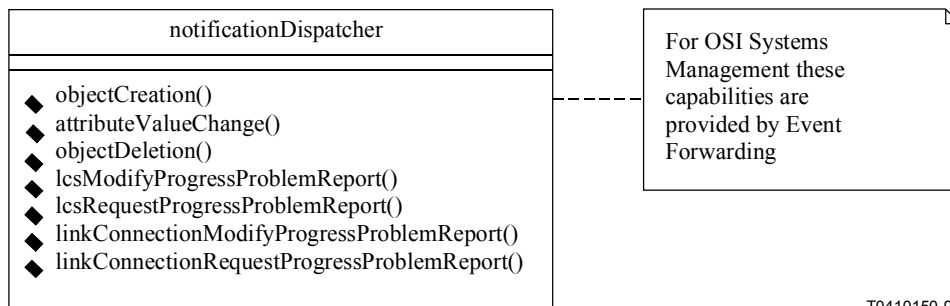 notificationDispatcher
objectCreation()
attributeValueChange()
objectDeletion()
lcsModifyProgressProblemReport()
lcsRequestProgressProblemReport()
linkConnectionModifyProgressProblemReport()
linkConnectionRequestProgressProblemReport()
For OSI Systems
Management these
capabilities are
provided by Event
Forwarding